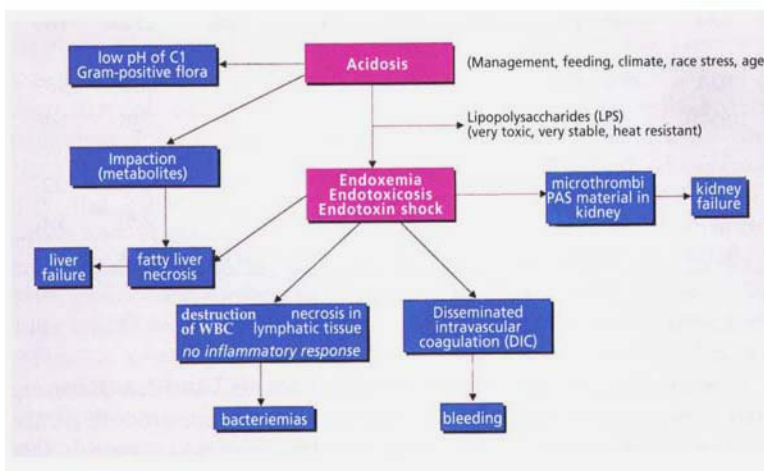 low pH of C1
Gram-positive flora
Acidosis
(Management, feeding, climate, race stress, age
Lipopolysaccharides (LPS)
(very toxic, very stable, heat resistant)
Impaction
(metabolites)
Endoxemia
Endotoxicosis
Endotoxin shock
microthrombi
PAS material in
kidney
kidney
failure
liver
failure
fatty liver
necrosis
destruction necrosis in
of WBC lymphatic tissue
no inflammatory response
Disseminated
intravascular
coagulation (DIC)
bacteriemias
bleeding